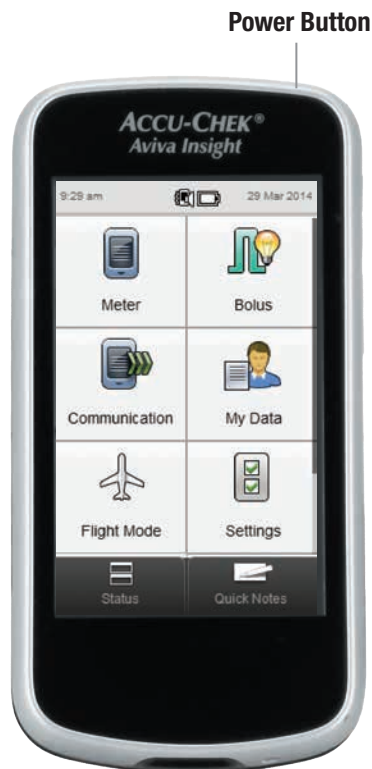 Power Button
ACCU-CHEK®
Aviva Insight
9:29 am 29 Mar 2014
Meter Bolus
Communication My Data
Flight Mode Settings
Status Quick Notes